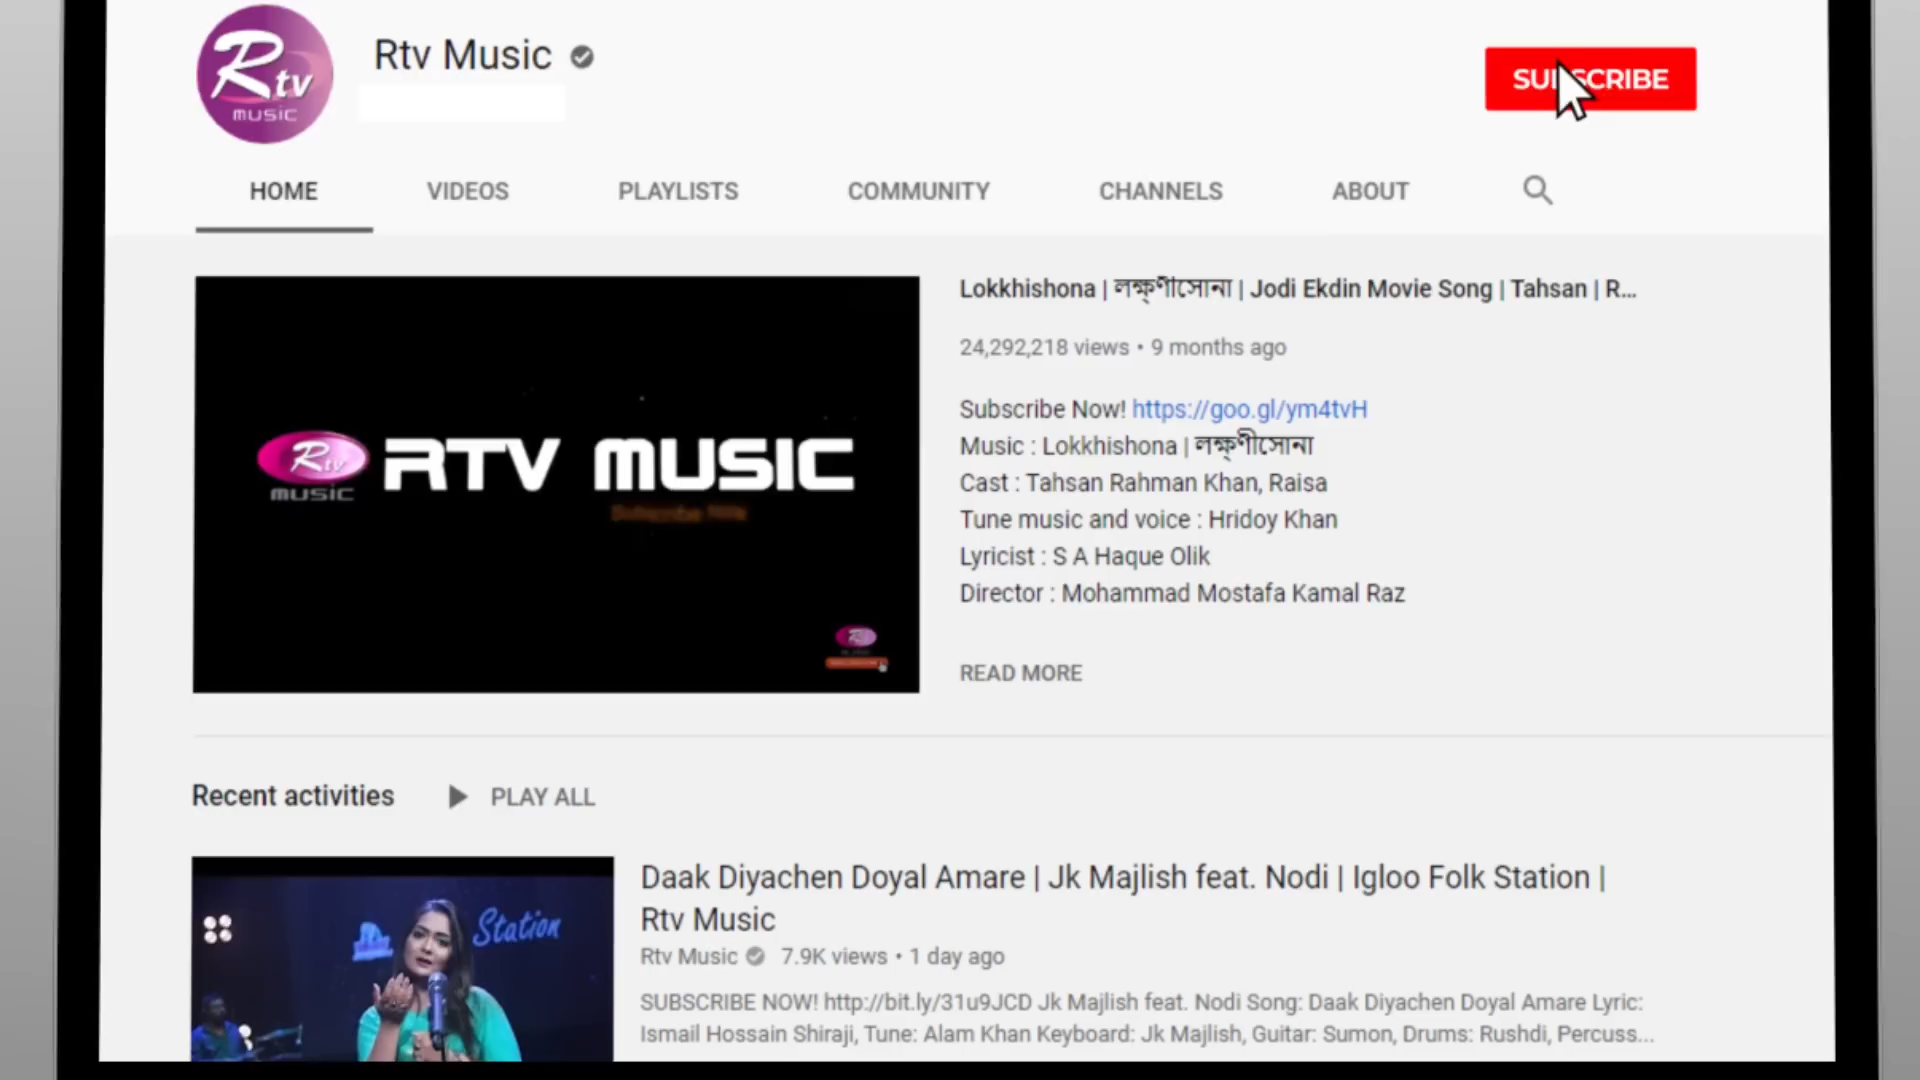 Rtv
MUSIC
Rtv Music
SUBSCRIBE
HOME VIDEOS PLAYLISTS COMMUNITY CHANNELS ABOUT
Rtv
MUSIC
RTV MUSIC
Lokkhishona | লক্ষ্ণীসোনা | Jodi Ekdin Movie Song | Tahsan | R...
24,292,218 views • 9 months ago
Subscribe Now! https://goo.gl/ym4tvH
Music : Lokkhishona | লক্ষ্ণীসোনা
Cast : Tahsan Rahman Khan, Raisa
Tune music and voice : Hridoy Khan
Lyricist : S A Haque Olik
Director : Mohammad Mostafa Kamal Raz
READ MORE
Recent activities PLAY ALL
Station
Daak Diyachen Doyal Amare | Jk Majlish feat. Nodi | Igloo Folk Station |
Rtv Music
Rtv Music 7.9K views • 1 day ago
SUBSCRIBE NOW! http://bit.ly/31u9JCD Jk Majlish feat. Nodi Song: Daak Diyachen Doyal Amare Lyric:
Ismail Hossain Shiraji, Tune: Alam Khan Keyboard: Jk Majlish, Guitar: Sumon, Drums: Rushdi, Percuss...